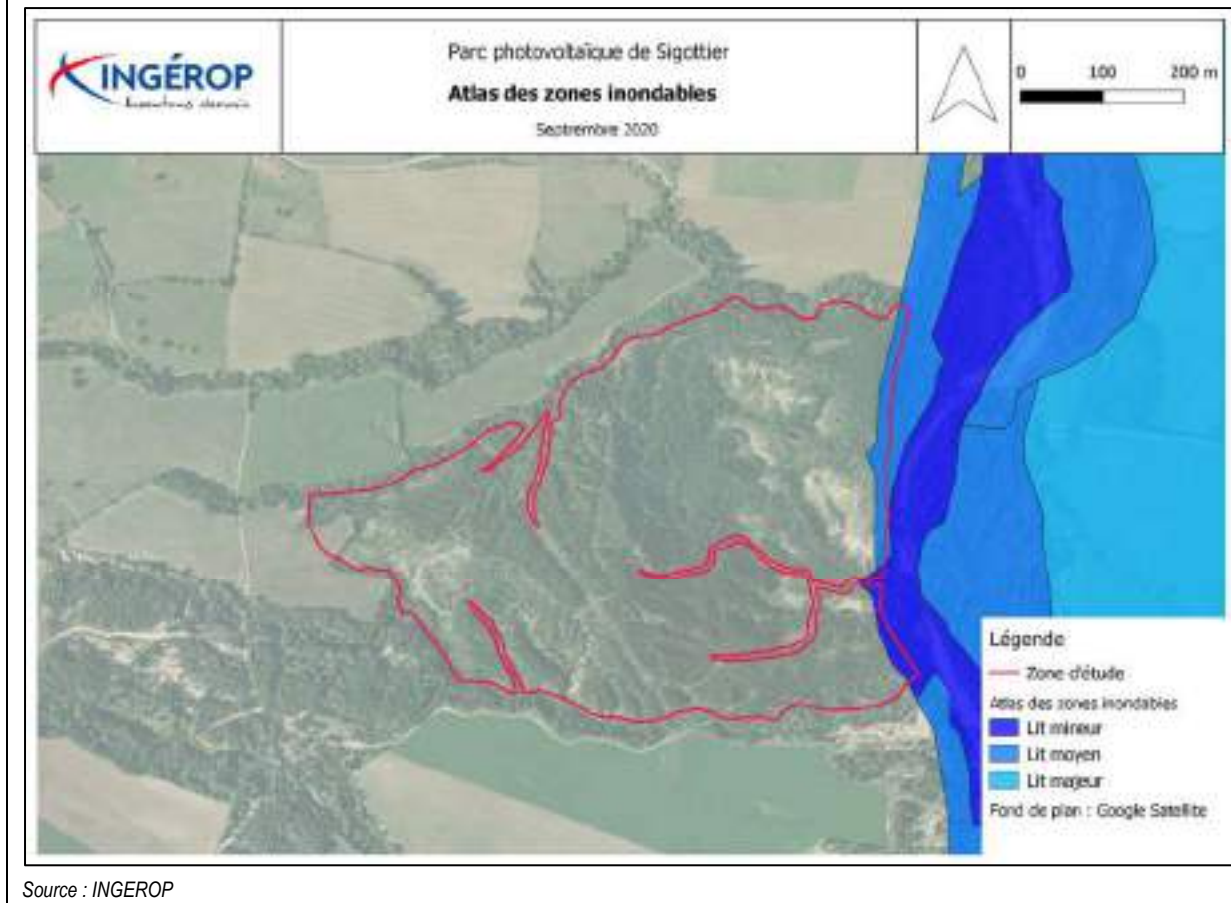 INGÉROP
Parc photovoltaïque de Sigottier
Atlas des zones inondables
Septembre 2020
0 100 200 m
Légende
Zone d'étude
Atlas des zones inondables
Lit mineur
Lit moyen
Lit majeur
Fond de plan : Google Satellite
Source : INGEROP